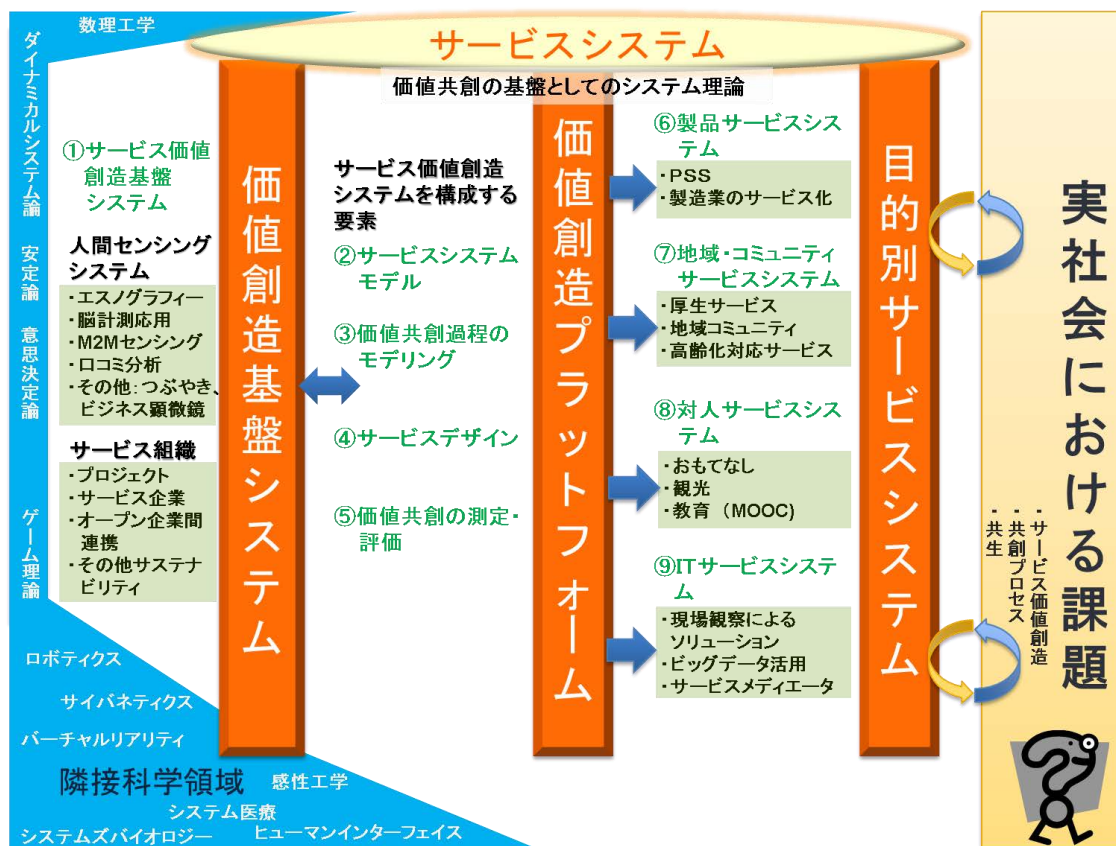 数理工学
ダイナミカルシステム論
安定論
意思決定論
ゲーム理論
サービスシステム
価値共創の基盤としてのシステム理論
①サービス価値
創造基盤
システム
人間センシング
システム
・エスノグラフィー
・脳計測応用
・M2Mセンシング
・口コミ分析
・その他：つぶやき、
ビジネス顕微鏡
サービス組織
・プロジェクト
・サービス企業
・オープン企業間
連携
・その他サステナ
ビリティ
価値創造基盤システム
サービス価値創造
システムを構成する
要素
②サービスシステム
モデル
③価値共創過程の
モデリング
④サービスデザイン
⑤価値共創の測定・
評価
価値創造プラットフォーム
⑥製品サービスシス
テム
・PSS
・製造業のサービス化
⑦地域・コミュニティ
サービスシステム
・厚生サービス
・地域コミュニティ
・高齢化対応サービス
⑧対人サービスシス
テム
・おもてなし
・観光
・教育 （MOOC)
⑨ITサービスシステ
ム
・現場観察による
ソリューション
・ビッグデータ活用
・サービスメディエータ
目的別サービスシステム
実社会における課題
・サービス価値創造
・共創プロセス
・共生
ロボティクス
サイバネティクス
バーチャルリアリティ
隣接科学領域
感性工学
システム医療
システムズバイオロジー
ヒューマンインターフェイス